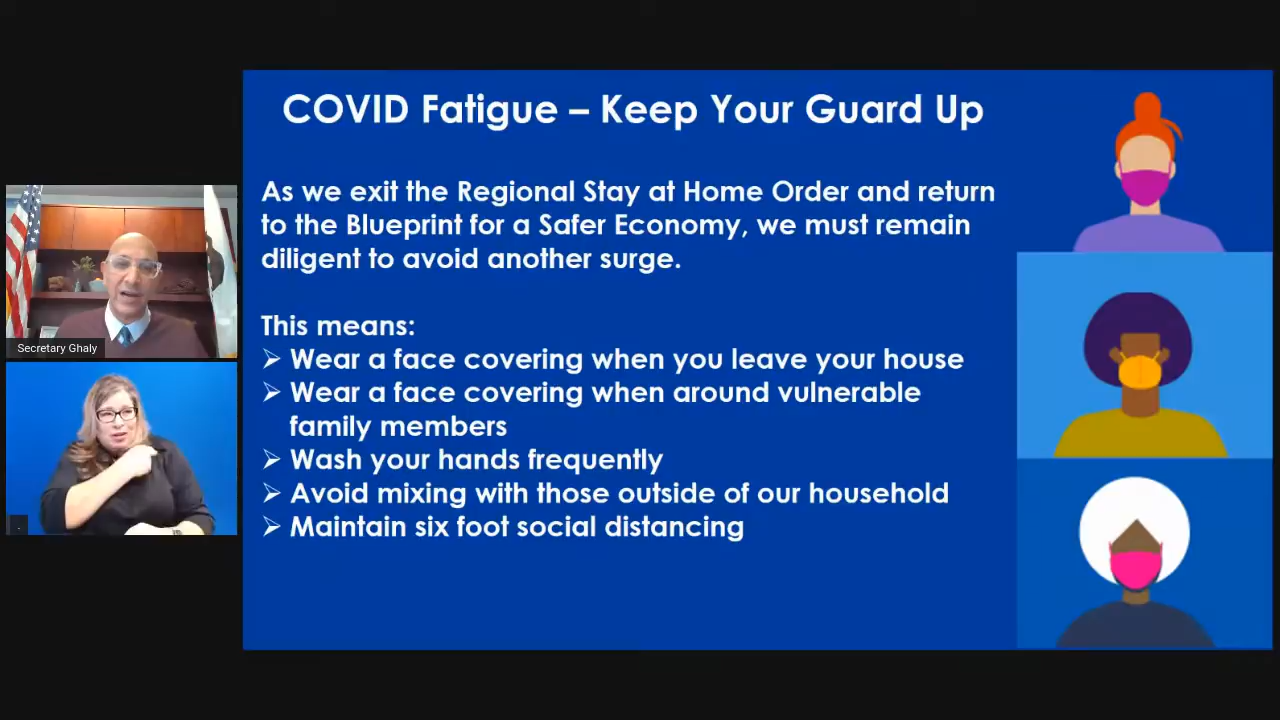 COVID Fatigue – Keep Your Guard Up
As we exit the Regional Stay at Home Order and return
to the Blueprint for a Safer Economy, we must remain
diligent to avoid another surge.
This means:
➢ Wear a face covering when you leave your house
➢ Wear a face covering when around vulnerable
family members
➢ Wash your hands frequently
➢ Avoid mixing with those outside of our household
➢ Maintain six foot social distancing
Secretary Ghaly
.